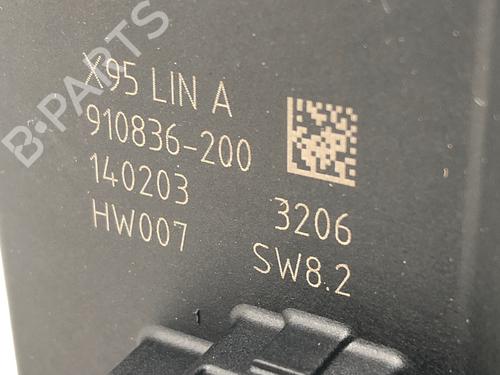 B-PARTS
X95 LIN A
910836-200
140203 3206
HW007 SW8.2